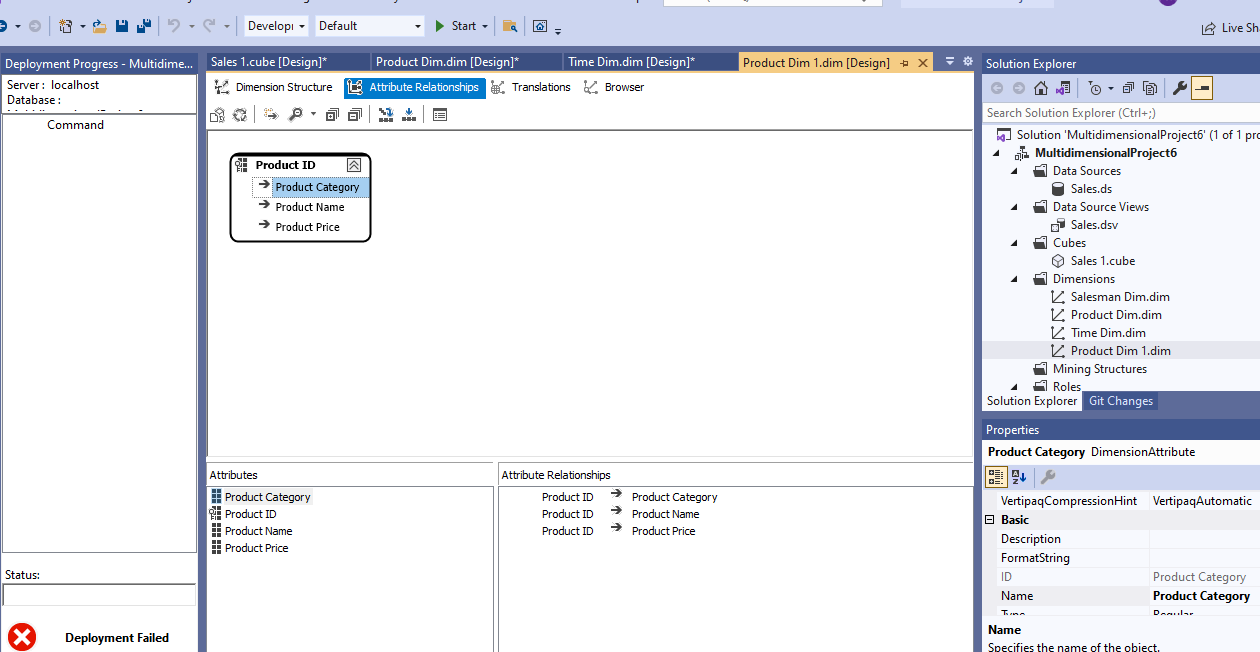 Developr
Default
Start
Live Sha
Deployment Progress - Multidime...
Server : localhost
Database :
Command
Status:
Deployment Failed
Sales 1.cube [Design]*
Product Dim.dim [Design]*
Time Dim.dim [Design]*
Product Dim 1.dim [Design]
Dimension Structure
Attribute Relationships
Translations
Browser
Product ID
Product Category
Product Name
Product Price
Attributes
Product Category
Product ID
Product Name
Product Price
Attribute Relationships
Product ID Product Category
Product ID Product Name
Product ID Product Price
Solution Explorer
Search Solution Explorer (Ctrl+;)
Solution 'MultidimensionalProject6' (1 of 1 pro
MultidimensionalProject6
Data Sources
Sales.ds
Data Source Views
Sales.dsv
Cubes
Sales 1.cube
Dimensions
Salesman Dim.dim
Product Dim.dim
Time Dim.dim
Product Dim 1.dim
Mining Structures
Roles
Solution Explorer
Git Changes
Properties
Product Category DimensionAttribute
VertipaqCompressionHint VertipaqAutomatic
Basic
Description
FormatString
ID Product Category
Name Product Category
Type Regular
Name
Specifies the name of the object.